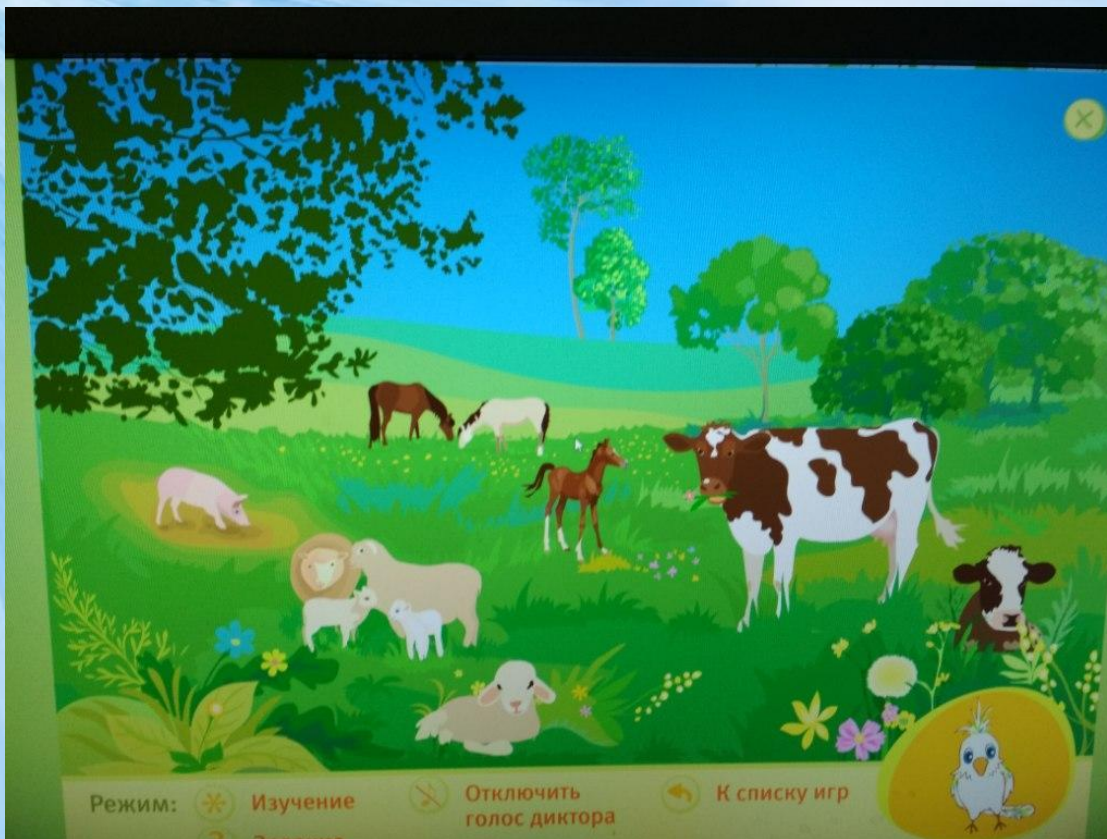 Режим:
Изучение
Отключить
голос диктора
К списку игр